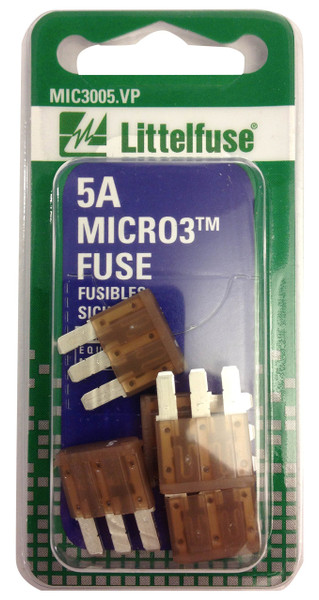 MIC3005.VP
Littelfuse®
5A
MICRO3™
FUSE
FUSIBLES